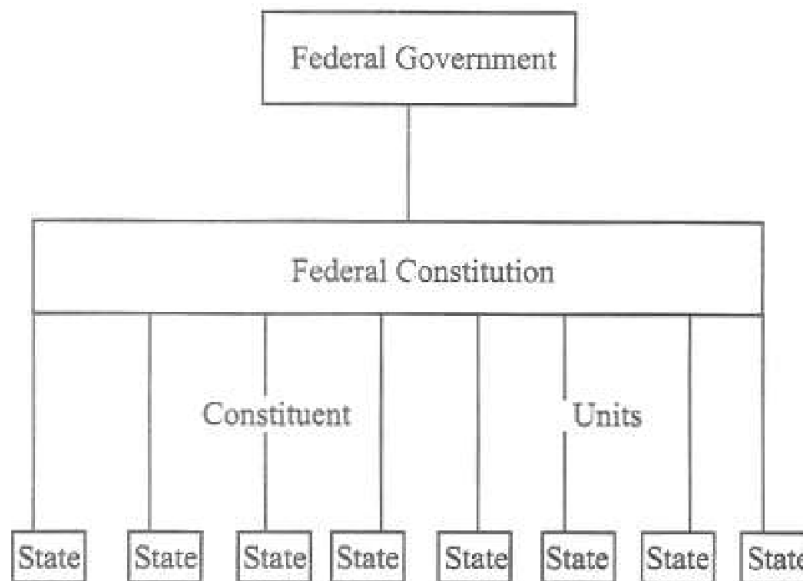 Federal Government
Federal Constitution
Constituent Units
State State State State State State State State